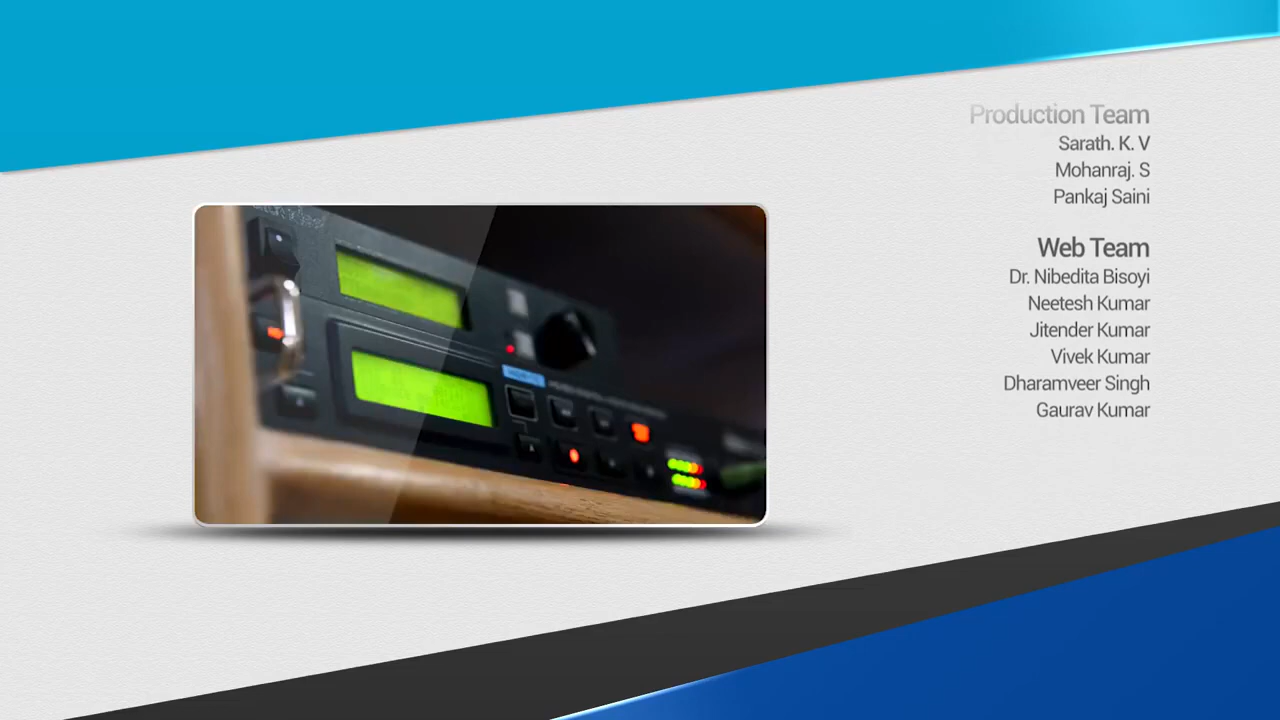 Production Team
Sarath. K. V
Mohanraj. S
Pankaj Saini
Web Team
Dr. Nibedita Bisoyi
Neetesh Kumar
Jitender Kumar
Vivek Kumar
Dharamveer Singh
Gaurav Kumar